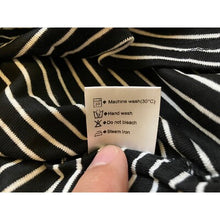 Machine wash(30°C)
Hand wash
Do not bleach
Steam Iron